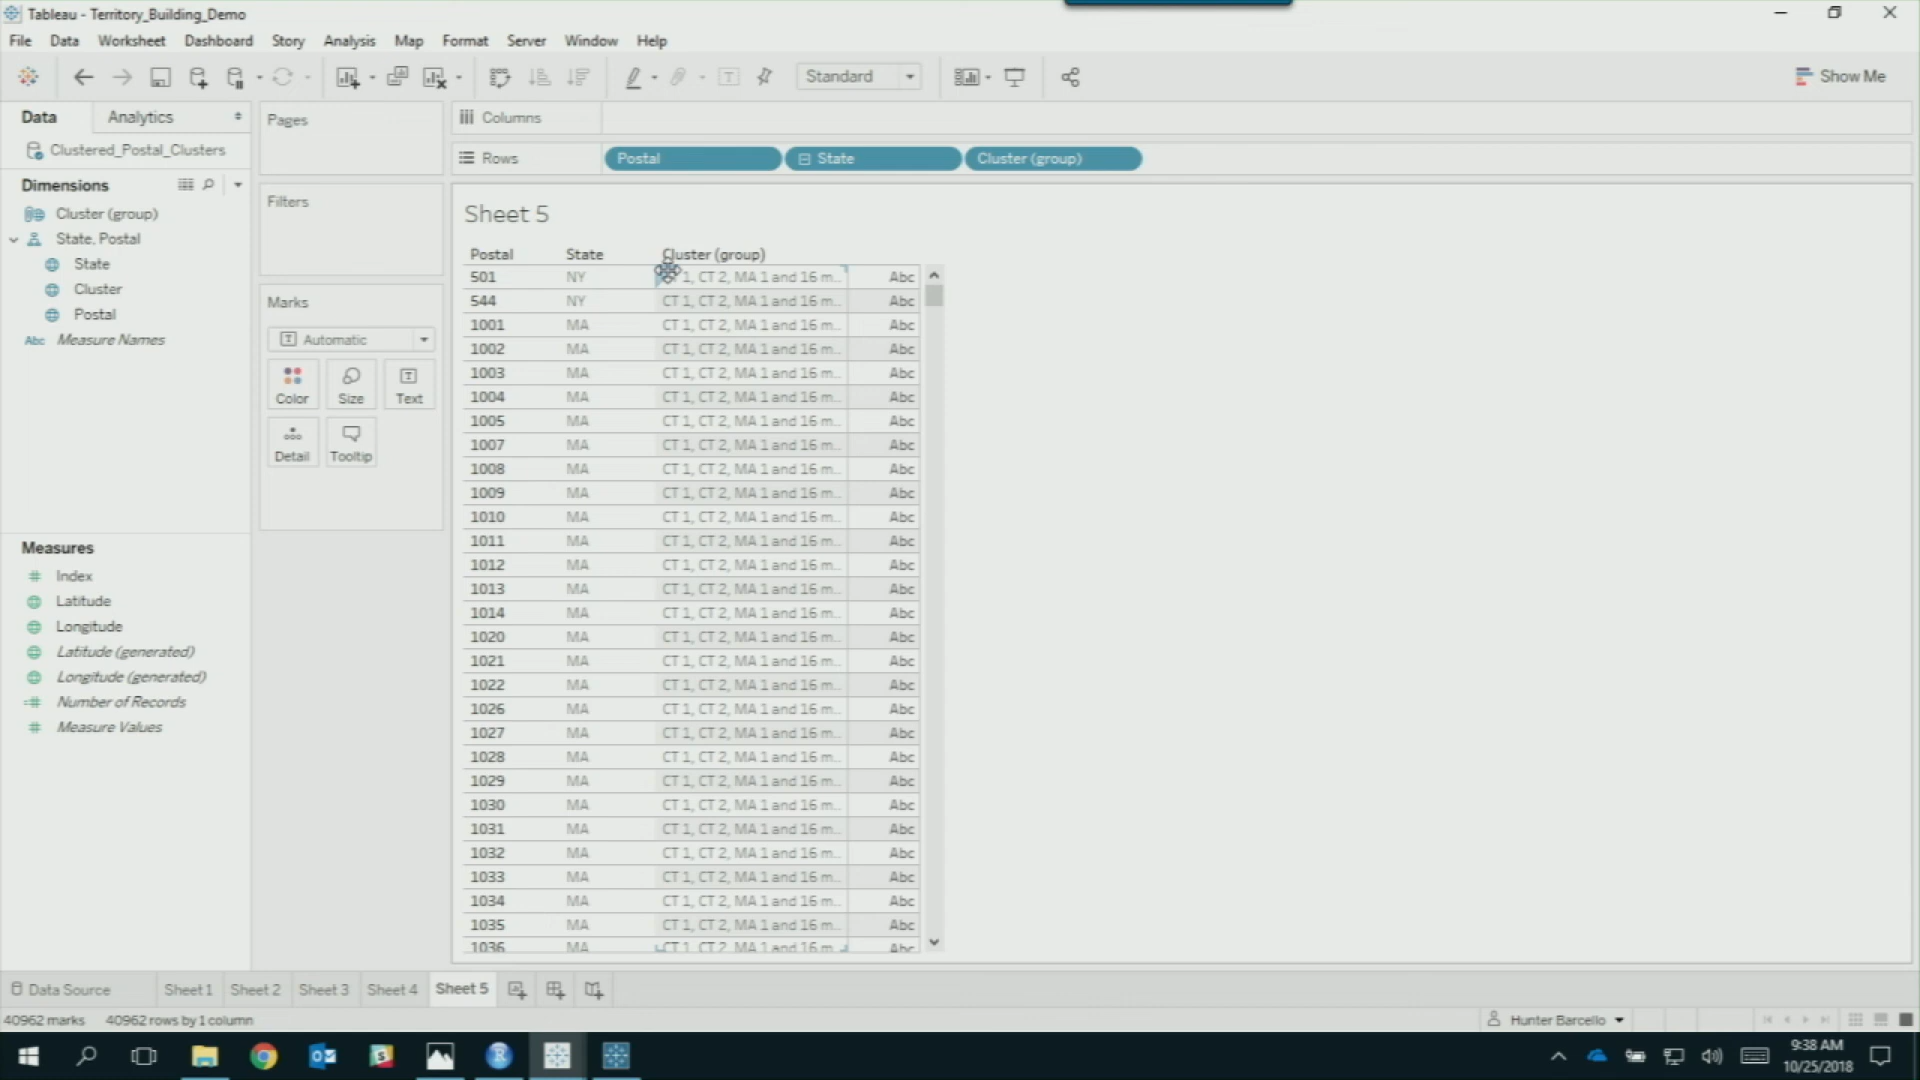 Tableau - Territory_Building_Demo
File Data Worksheet Dashboard Story Analysis Map Format Server Window Help
Standard
Show Me
Data Analytics
Clustered_Postal_Clusters
Dimensions
Cluster (group)
State, Postal
State
Cluster
Postal
Abc Measure Names
Measures
Index
Latitude
Longitude
Latitude (generated)
Longitude (generated)
Number of Records
Measure Values
Pages
Filters
Marks
Automatic
Color Size Text
Detail Tooltip
Columns
Rows Postal State Cluster (group)
Sheet 5
Postal State Cluster (group)
501 NY 1, CT 2, MA 1 and 16 m.. Abc
544 NY CT 1, CT 2, MA 1 and 16 m.. Abc
1001 MA CT 1, CT 2, MA 1 and 16 m.. Abc
1002 MA CT 1, CT 2, MA 1 and 16 m.. Abc
1003 MA CT 1, CT 2, MA 1 and 16 m.. Abc
1004 MA CT 1, CT 2, MA 1 and 16 m.. Abc
1005 MA CT 1, CT 2, MA 1 and 16 m.. Abc
1007 MA CT 1, CT 2, MA 1 and 16 m.. Abc
1008 MA CT 1, CT 2, MA 1 and 16 m.. Abc
1009 MA CT 1, CT 2, MA 1 and 16 m.. Abc
1010 MA CT 1, CT 2, MA 1 and 16 m.. Abc
1011 MA CT 1, CT 2, MA 1 and 16 m.. Abc
1012 MA CT 1, CT 2, MA 1 and 16 m.. Abc
1013 MA CT 1, CT 2, MA 1 and 16 m.. Abc
1014 MA CT 1, CT 2, MA 1 and 16 m.. Abc
1020 MA CT 1, CT 2, MA 1 and 16 m.. Abc
1021 MA CT 1, CT 2, MA 1 and 16 m.. Abc
1022 MA CT 1, CT 2, MA 1 and 16 m.. Abc
1026 MA CT 1, CT 2, MA 1 and 16 m.. Abc
1027 MA CT 1, CT 2, MA 1 and 16 m.. Abc
1028 MA CT 1, CT 2, MA 1 and 16 m.. Abc
1029 MA CT 1, CT 2, MA 1 and 16 m.. Abc
1030 MA CT 1, CT 2, MA 1 and 16 m.. Abc
1031 MA CT 1, CT 2, MA 1 and 16 m.. Abc
1032 MA CT 1, CT 2, MA 1 and 16 m.. Abc
1033 MA CT 1, CT 2, MA 1 and 16 m.. Abc
1034 MA CT 1, CT 2, MA 1 and 16 m.. Abc
1035 MA CT 1, CT 2, MA 1 and 16 m.. Abc
1036 MA CT 1, CT 2, MA 1 and 16 m.. Abc
Data Source Sheet 1 Sheet 2 Sheet 3 Sheet 4 Sheet 5
40962 marks 40962 rows by 1 column
Hunter Barcello
9:38 AM
10/25/2018